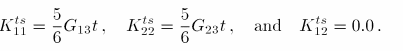 $K_{11}^{ts} = \frac{5}{6} G_{13} t\,, \quad K_{22}^{ts} = \frac{5}{6} G_{23} t\,, \quad \text{and} \quad K_{12}^{ts} = 0.0\,.$